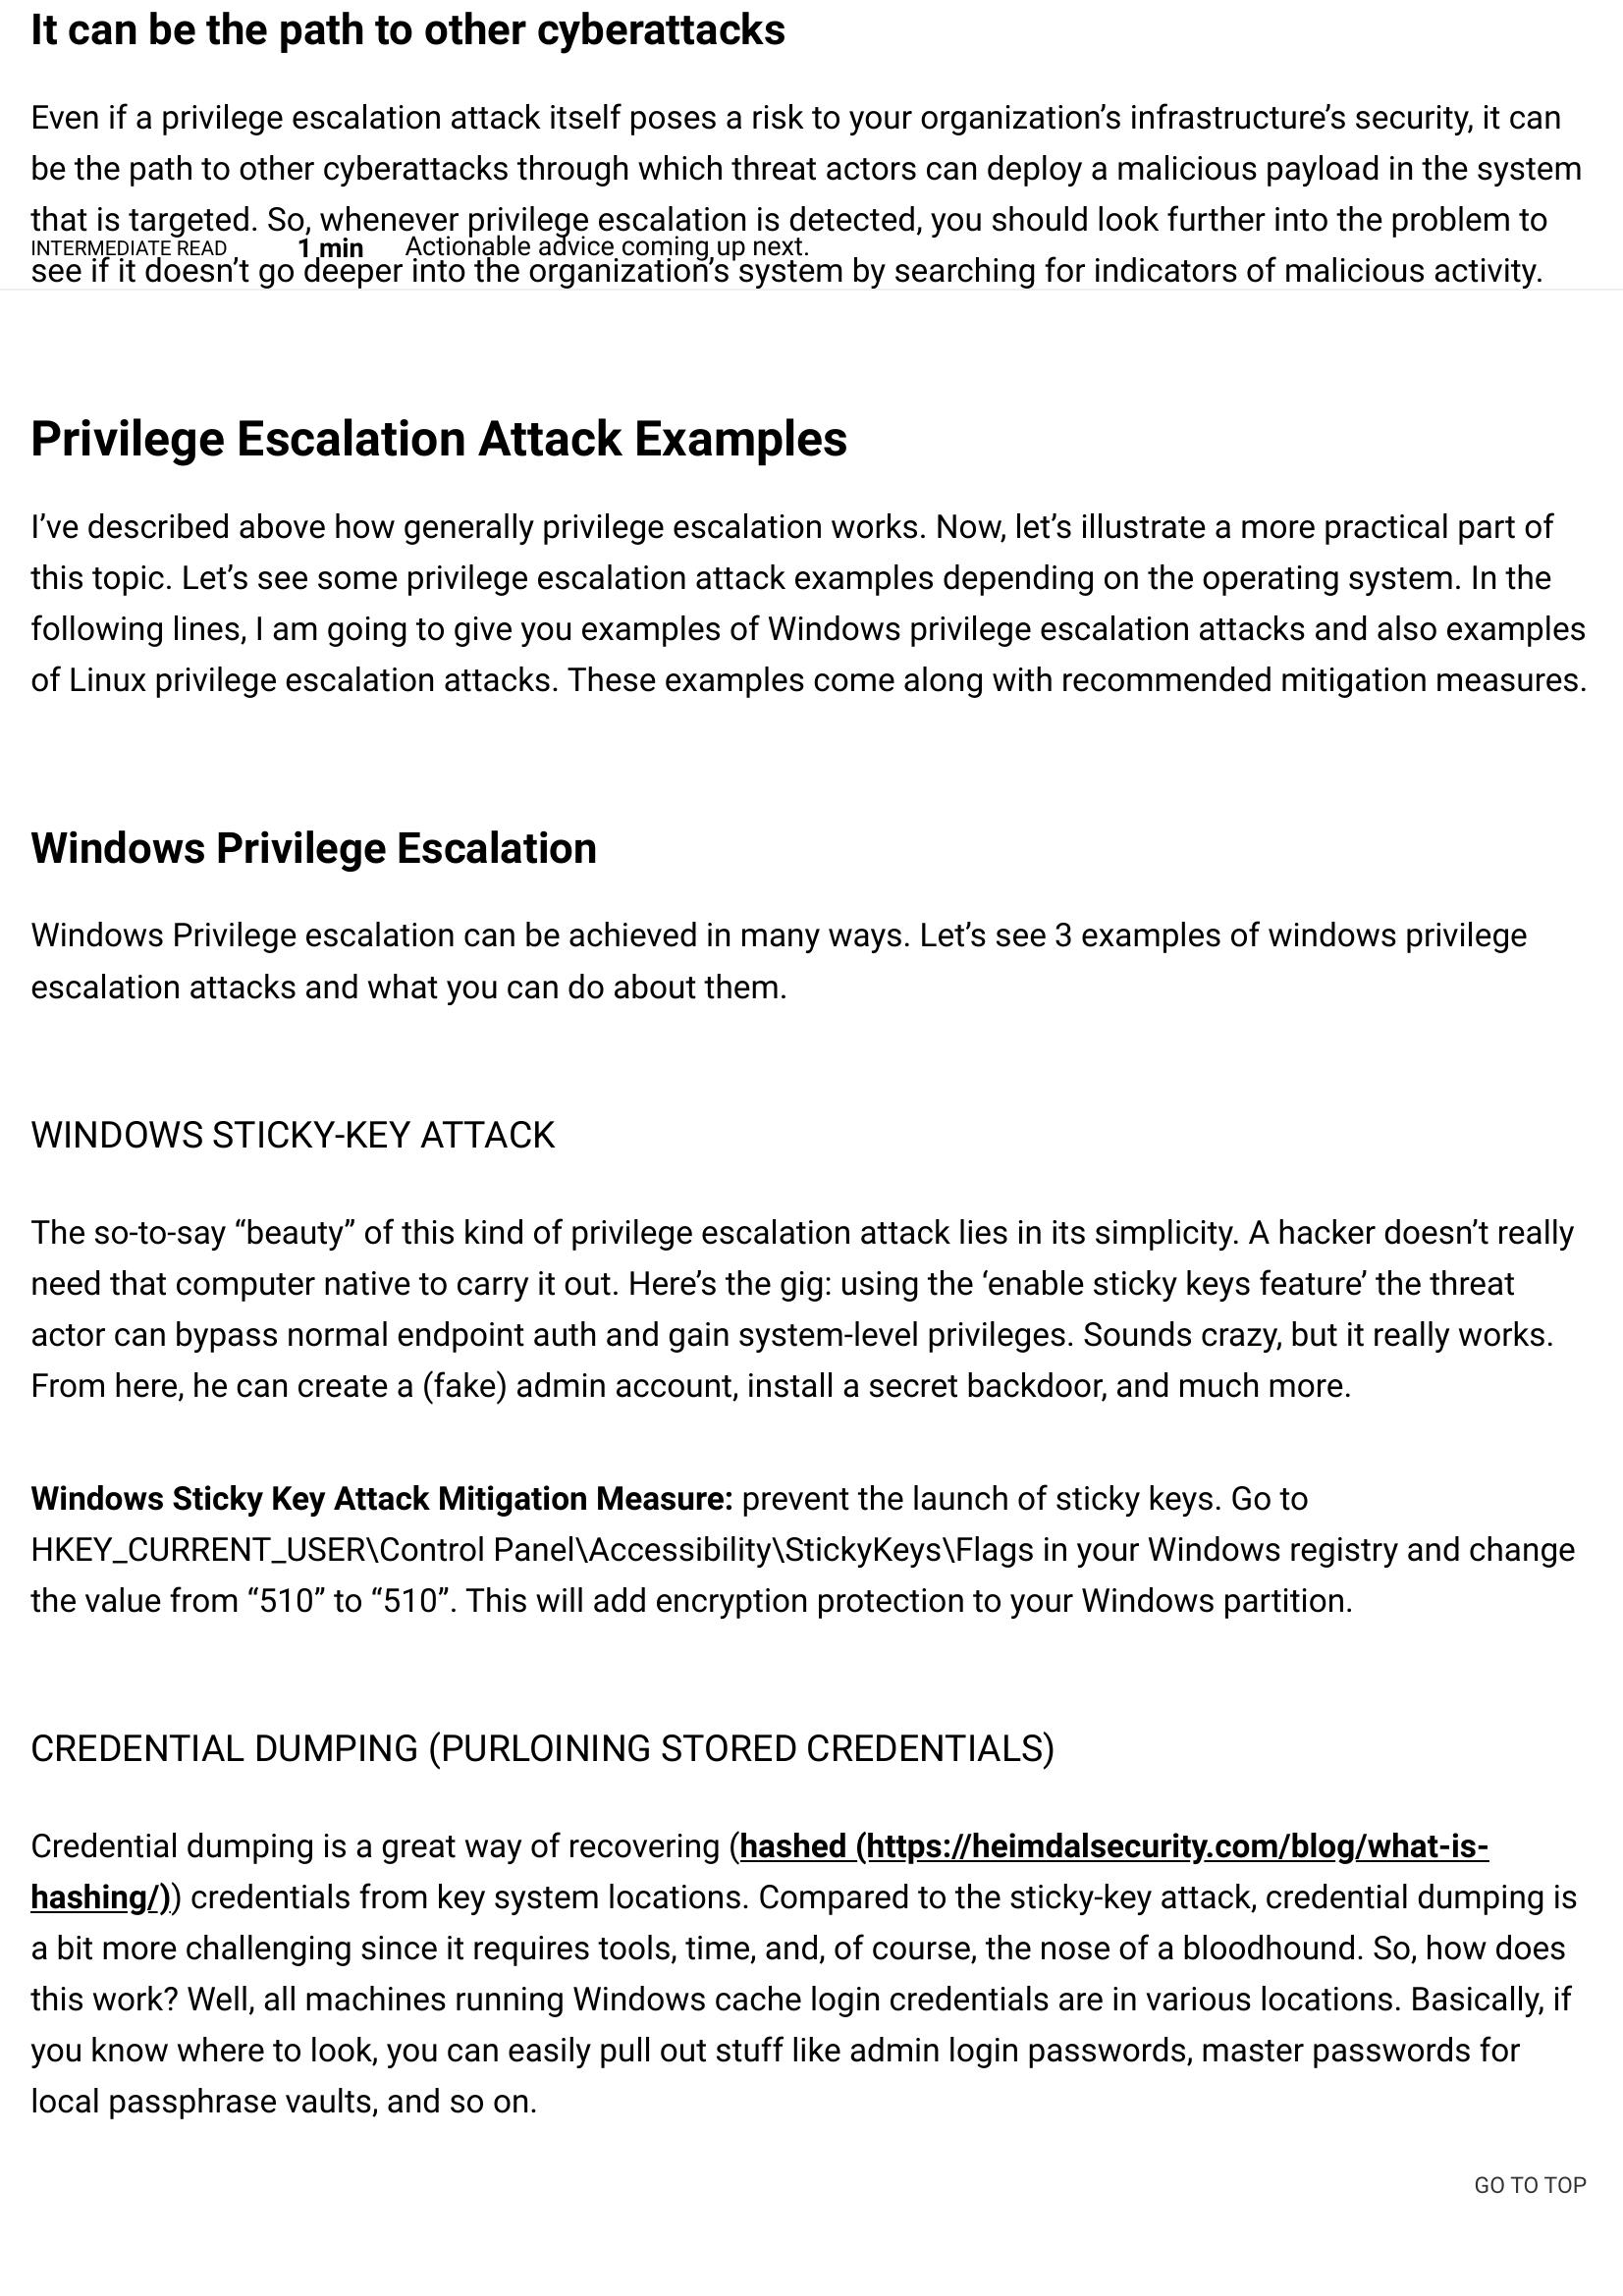 It can be the path to other cyberattacks
Even if a privilege escalation attack itself poses a risk to your organization’s infrastructure’s security, it can
be the path to other cyberattacks through which threat actors can deploy a malicious payload in the system
that is targeted. So, whenever privilege escalation is detected, you should look further into the problem to
INTERMEDIATE READ 1 min Actionable advice coming up next.
see if it doesn’t go deeper into the organization’s system by searching for indicators of malicious activity.
Privilege Escalation Attack Examples
I’ve described above how generally privilege escalation works. Now, let’s illustrate a more practical part of
this topic. Let’s see some privilege escalation attack examples depending on the operating system. In the
following lines, I am going to give you examples of Windows privilege escalation attacks and also examples
of Linux privilege escalation attacks. These examples come along with recommended mitigation measures.
Windows Privilege Escalation
Windows Privilege escalation can be achieved in many ways. Let’s see 3 examples of windows privilege
escalation attacks and what you can do about them.
WINDOWS STICKY-KEY ATTACK
The so-to-say “beauty” of this kind of privilege escalation attack lies in its simplicity. A hacker doesn’t really
need that computer native to carry it out. Here’s the gig: using the ‘enable sticky keys feature’ the threat
actor can bypass normal endpoint auth and gain system-level privileges. Sounds crazy, but it really works.
From here, he can create a (fake) admin account, install a secret backdoor, and much more.
Windows Sticky Key Attack Mitigation Measure: prevent the launch of sticky keys. Go to
HKEY_CURRENT_USER\Control Panel\Accessibility\StickyKeys\Flags in your Windows registry and change
the value from “510” to “510”. This will add encryption protection to your Windows partition.
CREDENTIAL DUMPING (PURLOINING STORED CREDENTIALS)
Credential dumping is a great way of recovering (hashed (https://heimdalsecurity.com/blog/what-is-
hashing/)) credentials from key system locations. Compared to the sticky-key attack, credential dumping is
a bit more challenging since it requires tools, time, and, of course, the nose of a bloodhound. So, how does
this work? Well, all machines running Windows cache login credentials are in various locations. Basically, if
you know where to look, you can easily pull out stuff like admin login passwords, master passwords for
local passphrase vaults, and so on.
GO TO TOP